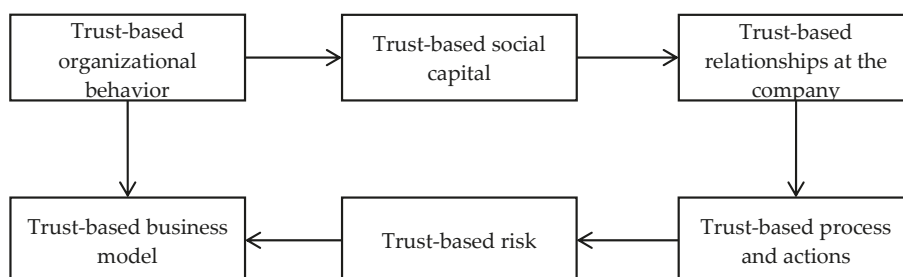 Trust-based
organizational
behavior
Trust-based social
capital
Trust-based
relationships at the
company
Trust-based business
model
Trust-based risk
Trust-based process
and actions